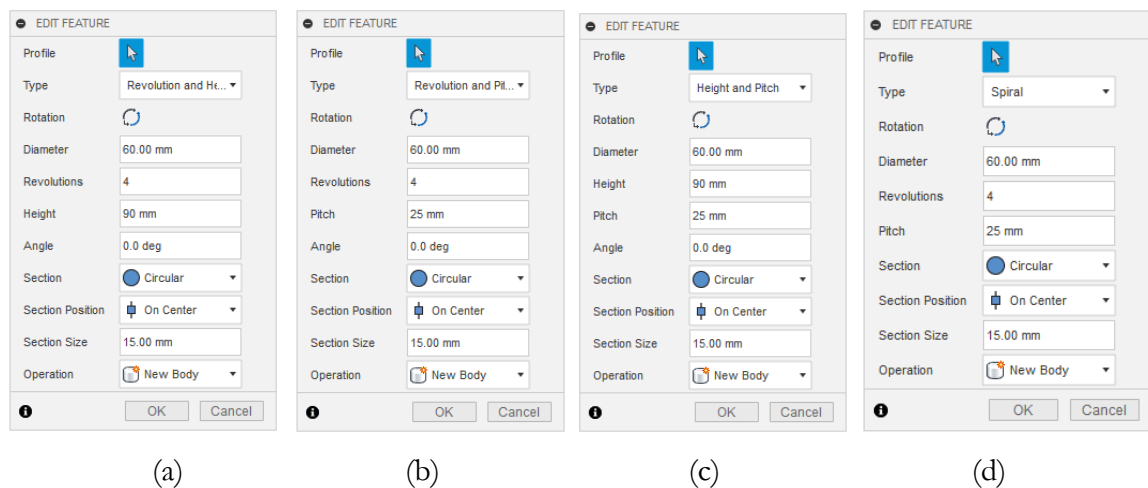 EDIT FEATURE
Profile
Type Revolution and He...
Rotation
Diameter 60.00 mm
Revolutions 4
Height 90 mm
Angle 0.0 deg
Section Circular
Section Position On Center
Section Size 15.00 mm
Operation New Body
OK Cancel
(a)
EDIT FEATURE
Profile
Type Revolution and Pit...
Rotation
Diameter 60.00 mm
Revolutions 4
Pitch 25 mm
Angle 0.0 deg
Section Circular
Section Position On Center
Section Size 15.00 mm
Operation New Body
OK Cancel
(b)
EDIT FEATURE
Profile
Type Height and Pitch
Rotation
Diameter 60.00 mm
Height 90 mm
Pitch 25 mm
Angle 0.0 deg
Section Circular
Section Position On Center
Section Size 15.00 mm
Operation New Body
OK Cancel
(c)
EDIT FEATURE
Profile
Type Spiral
Rotation
Diameter 60.00 mm
Revolutions 4
Pitch 25 mm
Section Circular
Section Position On Center
Section Size 15.00 mm
Operation New Body
OK Cancel
(d)